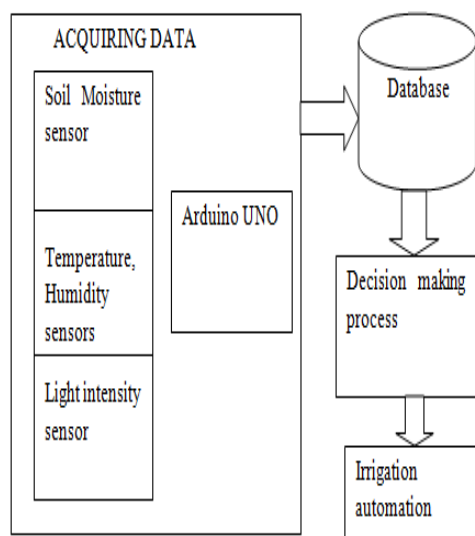 ACQUIRING DATA
Soil Moisture
sensor
Temperature,
Humidity
sensors
Light intensity
sensor
Arduino UNO
Database
Decision making
process
Irrigation
automation